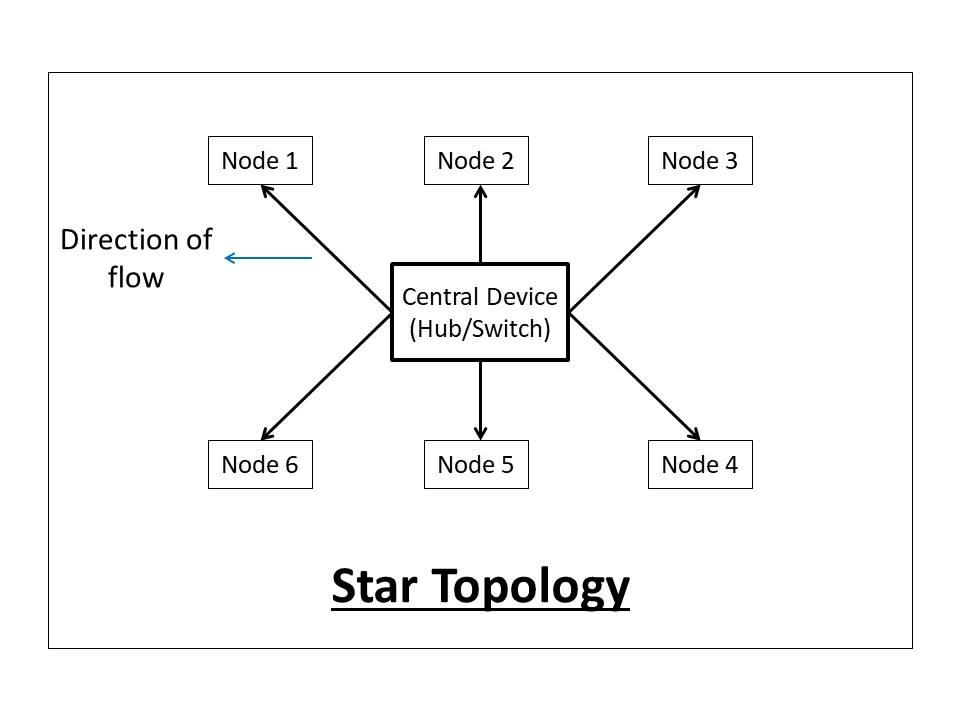 Node 1
Node 2
Node 3
Direction of
flow
Central Device
(Hub/Switch)
Node 6
Node 5
Node 4
Star Topology